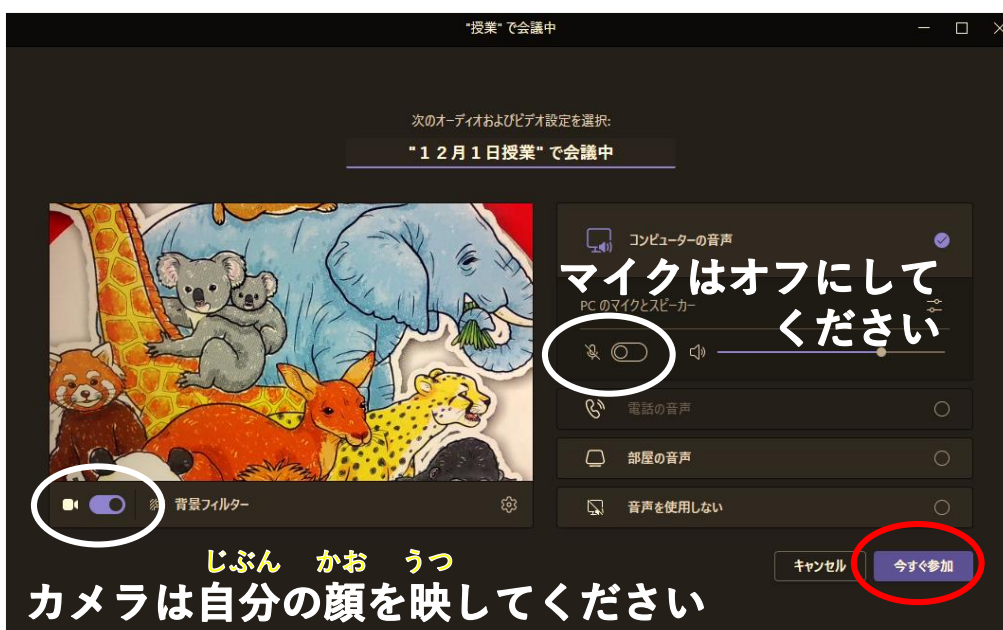 "授業" で会議中
次のオーディオおよびビデオ設定を選択:
"１２月１日授業" で会議中
コンピューターの音声
マイクはオフにして
PC のマイクとスピーカー
ください
電話の音声
部屋の音声
背景フィルター
音声を使用しない
キャンセル
今すぐ参加
じぶん かお うつ
カメラは自分の顔を映してください